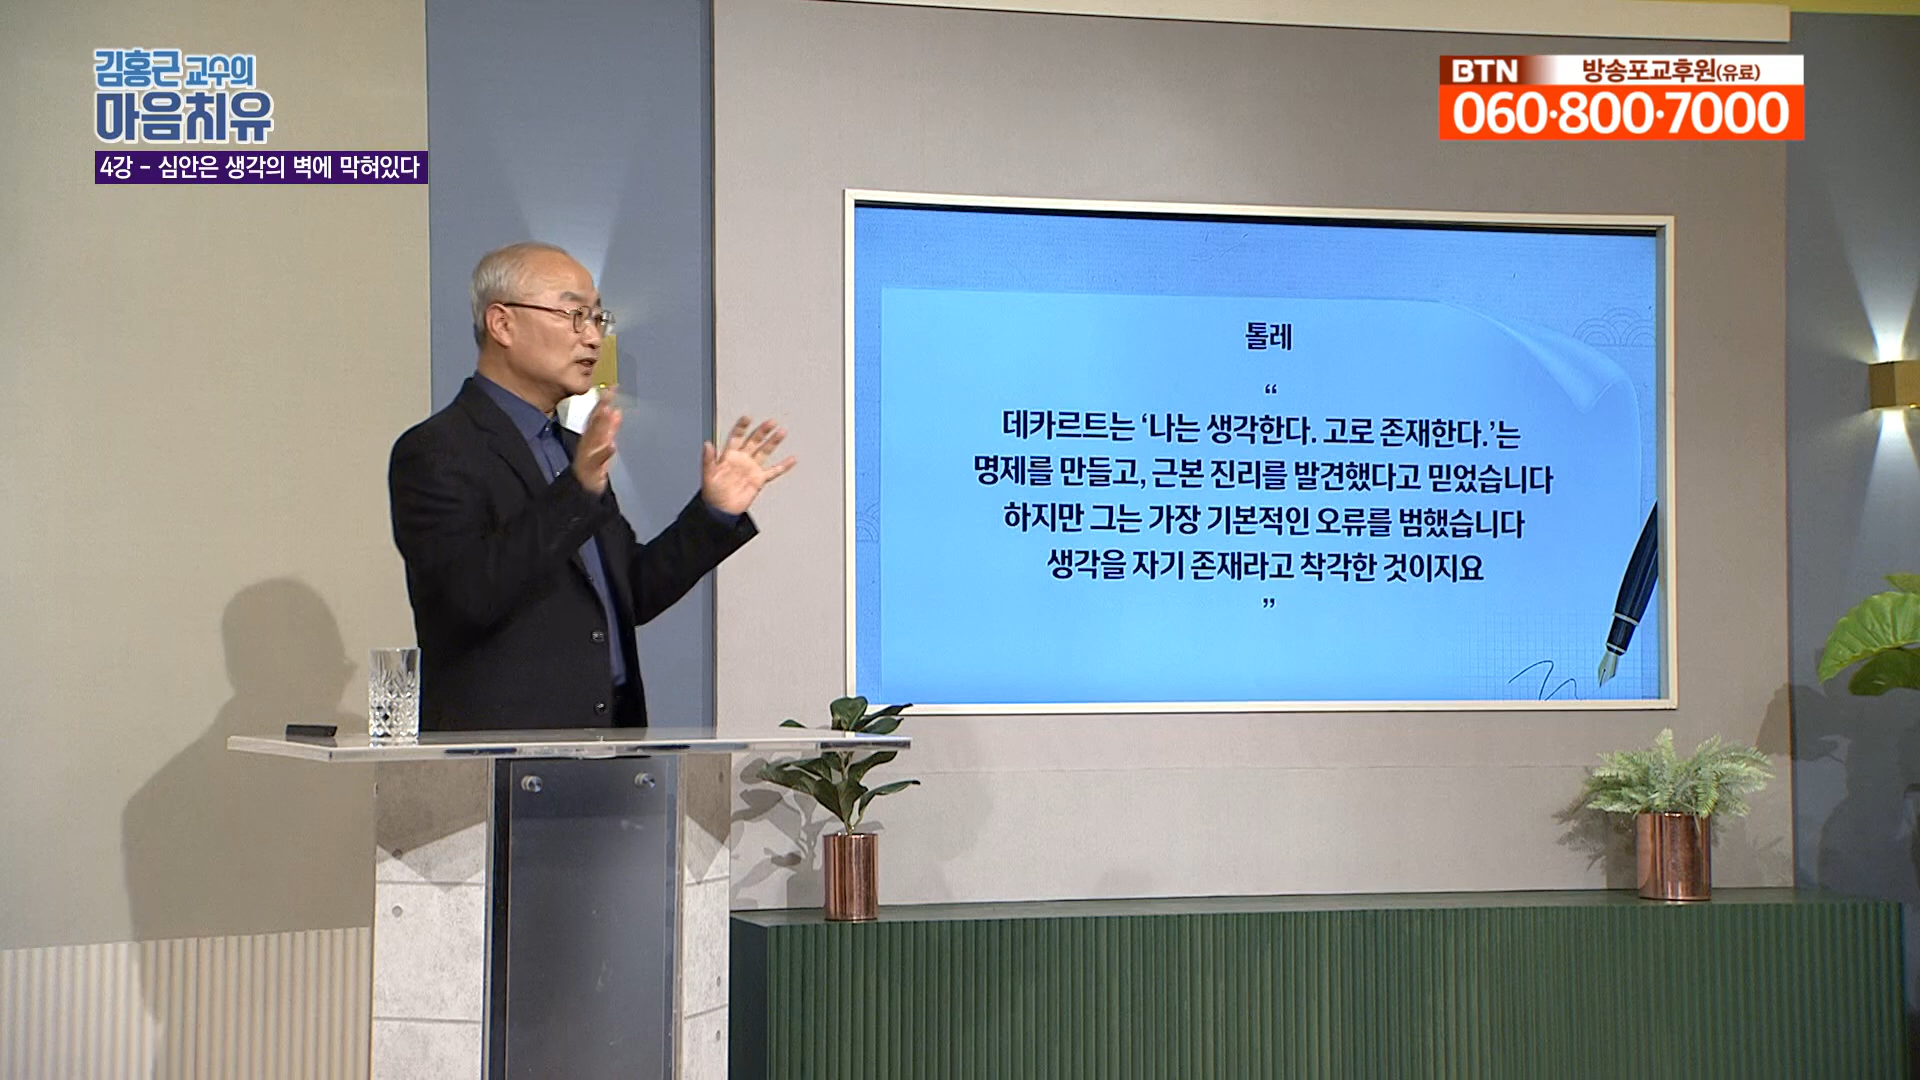 김홍근 교수의
마음치유
4강 - 심안은 생각의 벽에 막혀있다
BTN 방송포교후원(유료)
060·800·7000
톨레
“
데카르트는 ‘나는 생각한다. 고로 존재한다.’는
명제를 만들고, 근본 진리를 발견했다고 믿었습니다
하지만 그는 가장 기본적인 오류를 범했습니다
생각을 자기 존재라고 착각한 것이지요
”